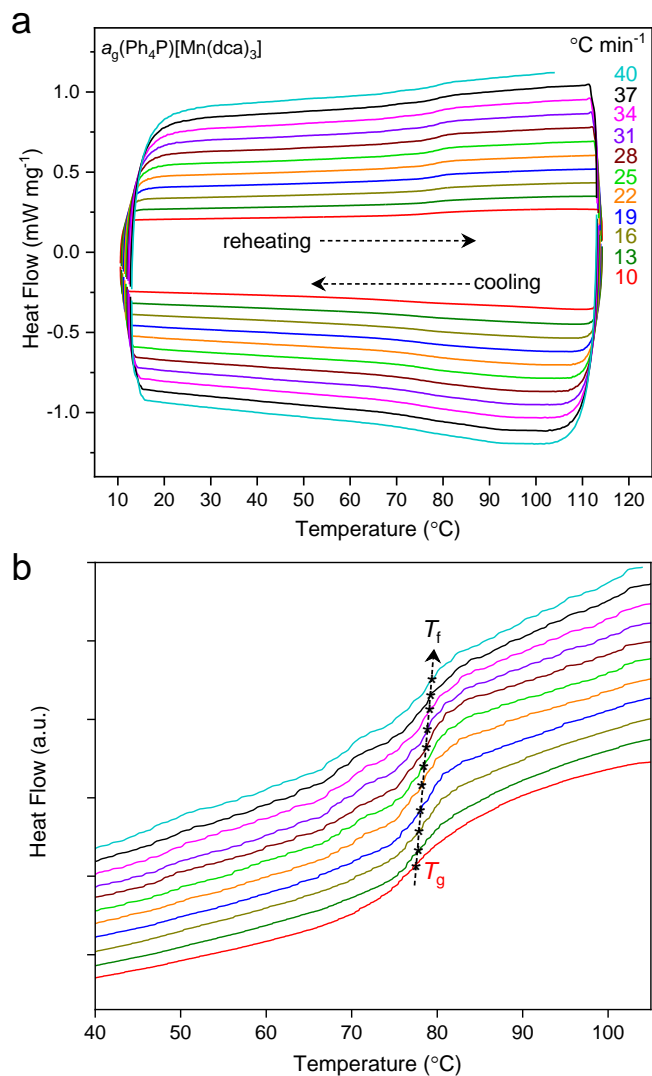 a
a_g(Ph₄P)[Mn(dca)₃]
°C min⁻¹
40
37
34
31
28
25
22
19
16
13
10
1.0
0.5
0.0
-0.5
-1.0
Heat Flow (mW mg⁻¹)
reheating
cooling
10 20 30 40 50 60 70 80 90 100 110 120
Temperature (°C)
b
T_f
T_g
Heat Flow (a.u.)
40 50 60 70 80 90 100
Temperature (°C)